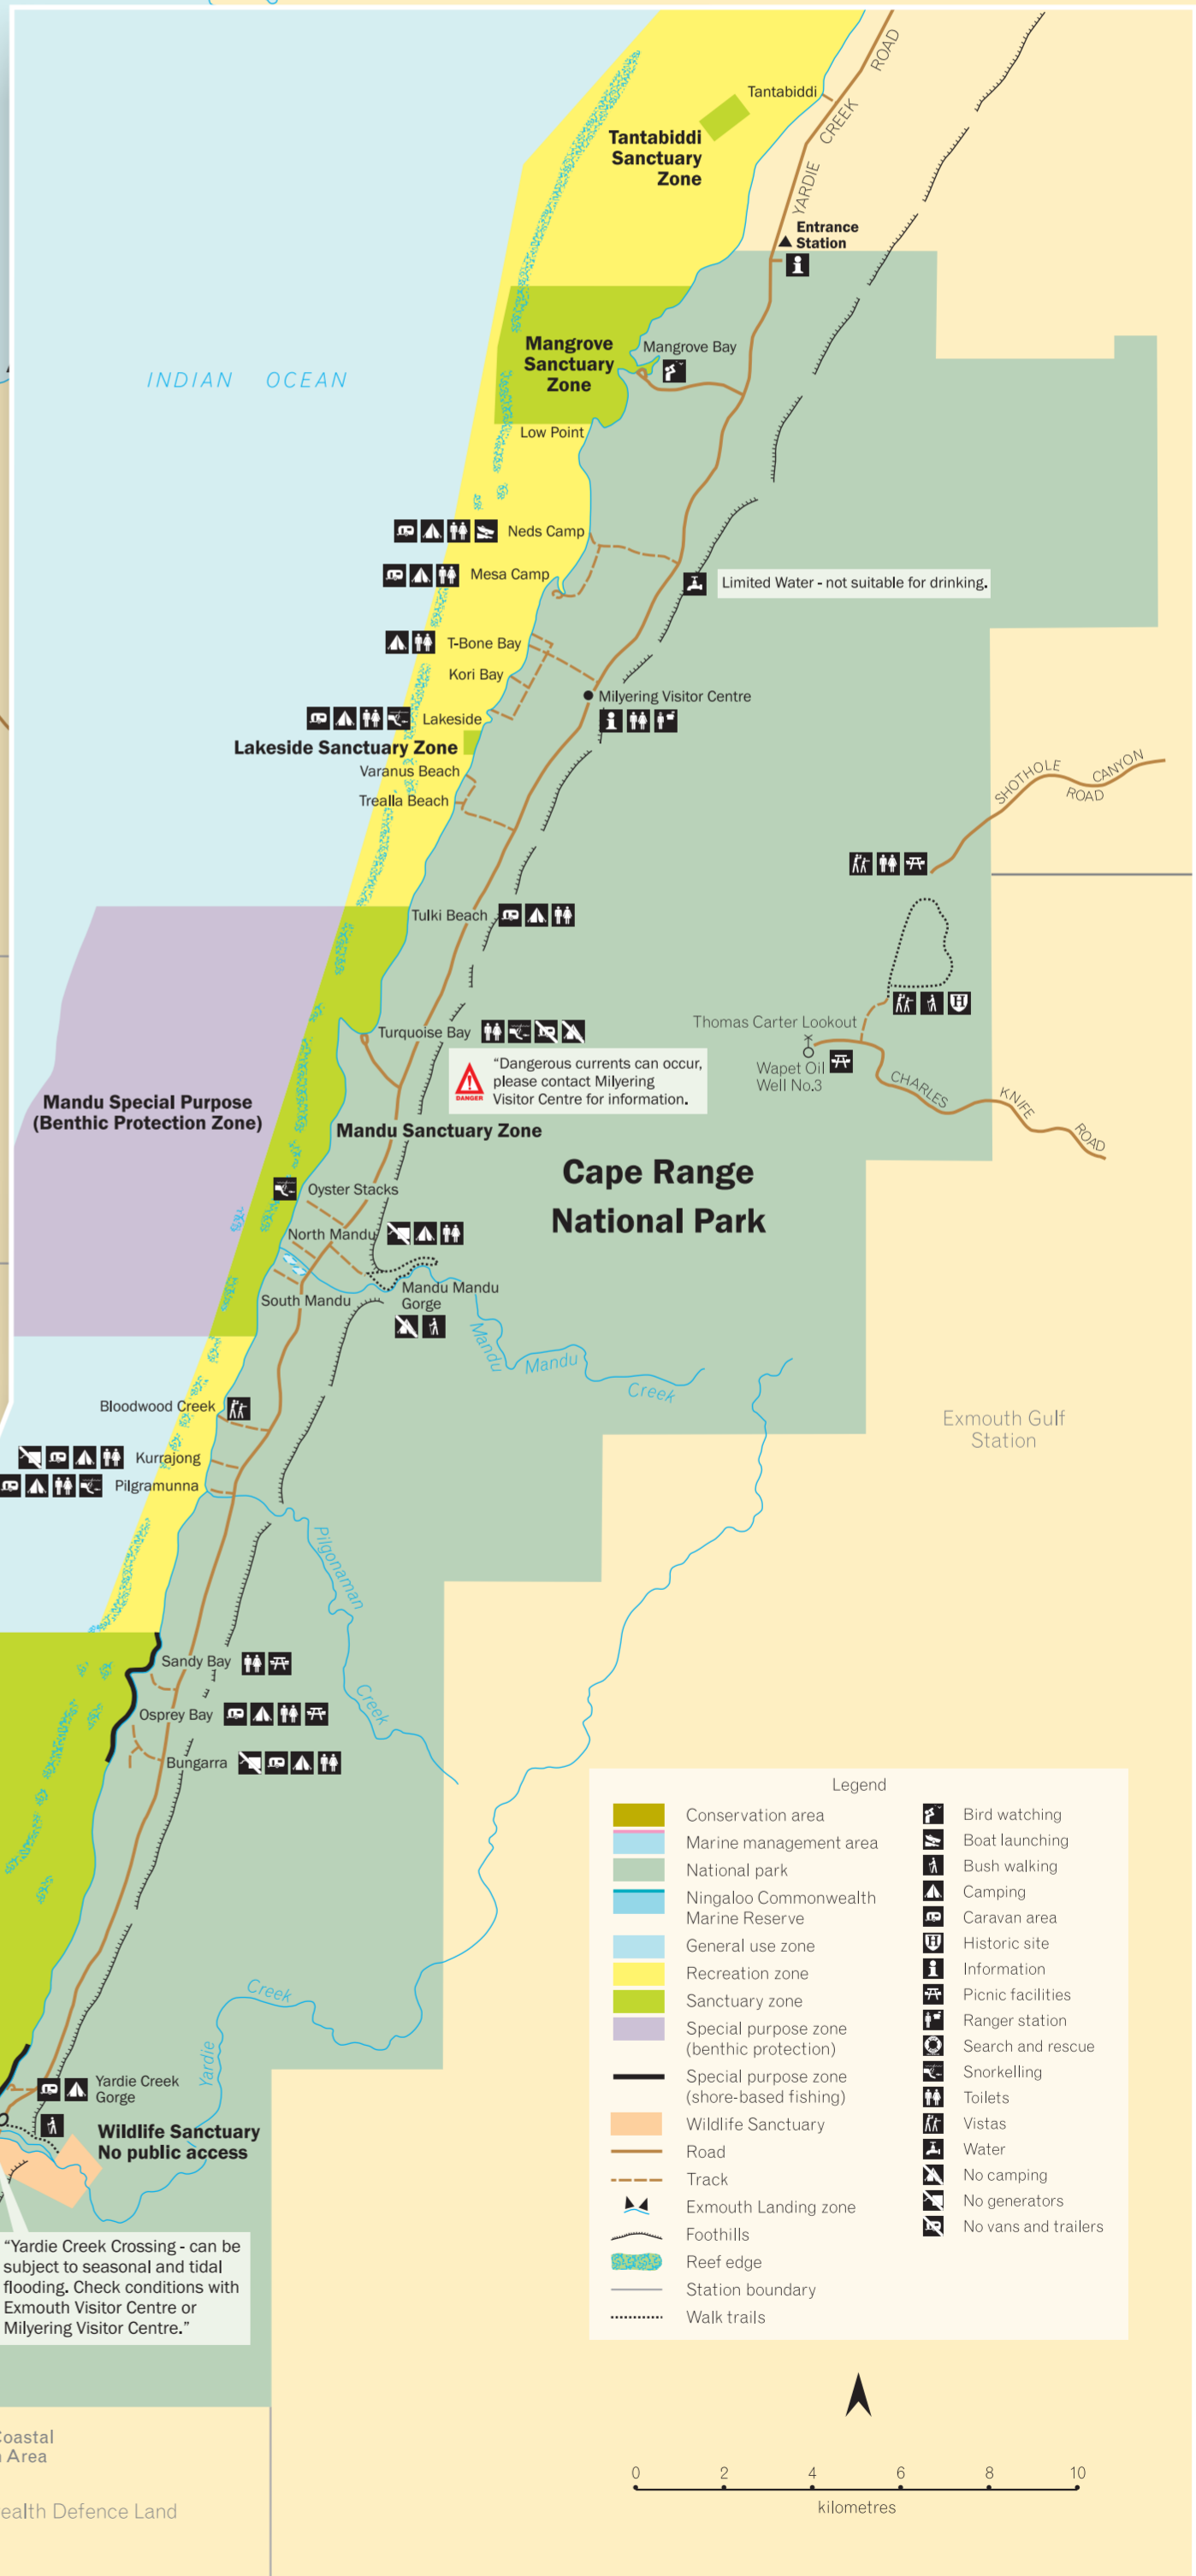 Tantabiddi
ROAD
CREEK
YARDIE
Tantabiddi
Sanctuary
Zone
Entrance
Station
INDIAN OCEAN
Mangrove
Sanctuary
Zone
Mangrove Bay
Low Point
Neds Camp
Mesa Camp
Limited Water - not suitable for drinking.
T-Bone Bay
Kori Bay
Milyering Visitor Centre
Lakeside
Lakeside Sanctuary Zone
Varanus Beach
Trealla Beach
SHOTHOLE CANYON
ROAD
Tulki Beach
Turquoise Bay
Thomas Carter Lookout
Wapet Oil
Well No.3
CHARLES KNIFE ROAD
DANGER
“Dangerous currents can occur,
please contact Milyering
Visitor Centre for information.
Mandu Special Purpose
(Benthic Protection Zone)
Mandu Sanctuary Zone
Cape Range
National Park
Oyster Stacks
North Mandu
Mandu Mandu
Gorge
South Mandu
Mandu Mandu Creek
Bloodwood Creek
Kurrajong
Pilgramunna
Exmouth Gulf
Station
Pilgonaman Creek
Sandy Bay
Osprey Bay
Bungarra
Yardie Creek
Yardie Creek
Gorge
Wildlife Sanctuary
No public access
“Yardie Creek Crossing - can be
subject to seasonal and tidal
flooding. Check conditions with
Exmouth Visitor Centre or
Milyering Visitor Centre.”
Legend
Conservation area
Marine management area
National park
Ningaloo Commonwealth
Marine Reserve
General use zone
Recreation zone
Sanctuary zone
Special purpose zone
(benthic protection)
Special purpose zone
(shore-based fishing)
Wildlife Sanctuary
Road
Track
Exmouth Landing zone
Foothills
Reef edge
Station boundary
Walk trails
Bird watching
Boat launching
Bush walking
Camping
Caravan area
Historic site
Information
Picnic facilities
Ranger station
Search and rescue
Snorkelling
Toilets
Vistas
Water
No camping
No generators
No vans and trailers
Area
Defence Land
0 2 4 6 8 10
kilometres